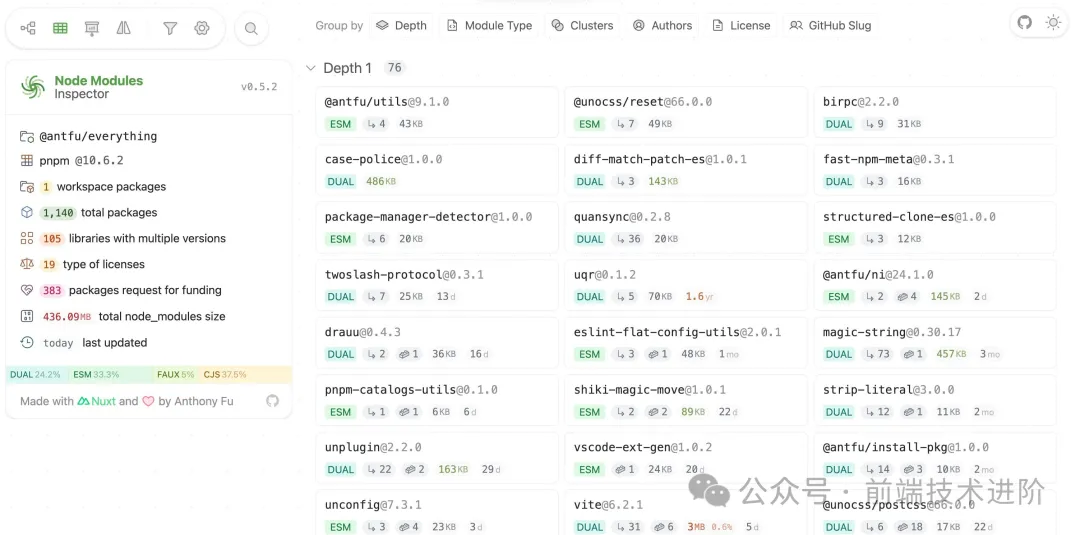 Group by Depth Module Type Clusters Authors License GitHub Slug
Node Modules
Inspector
v0.5.2
@antfu/everything
pnpm @10.6.2
1 workspace packages
1,140 total packages
105 libraries with multiple versions
19 type of licenses
383 packages request for funding
436.09MB total node_modules size
today last updated
DUAL 24.2% ESM 33.3% FAUX 5% CJS 37.5%
Made with Nuxt and by Anthony Fu
Depth 1 76
@antfu/utils@9.1.0
ESM 4 43KB
@unocss/reset@66.0.0
ESM 7 49KB
birpc@2.2.0
DUAL 9 31KB
case-police@1.0.0
DUAL 486KB
diff-match-patch-es@1.0.1
DUAL 3 143KB
fast-npm-meta@0.3.1
DUAL 3 16KB
package-manager-detector@1.0.0
ESM 6 20KB
quansync@0.2.8
DUAL 36 20KB
structured-clone-es@1.0.0
ESM 3 12KB
twoslash-protocol@0.3.1
DUAL 7 25KB 13d
uqr@0.1.2
DUAL 5 70KB 1.6yr
@antfu/ni@24.1.0
ESM 2 4 145KB 2d
drauu@0.4.3
DUAL 2 1 36KB 16d
eslint-flat-config-utils@2.0.1
ESM 3 1 48KB 1mo
magic-string@0.30.17
DUAL 73 1 457KB 3mo
pnpm-catalogs-utils@0.1.0
ESM 1 1 6KB 6d
shiki-magic-move@1.0.1
ESM 2 2 89KB 22d
strip-literal@3.0.0
DUAL 12 1 11KB 2mo
unplugin@2.2.0
DUAL 22 2 163KB 29d
vscode-ext-gen@1.0.2
ESM 1 24KB 20d
@antfu/install-pkg@1.0.0
DUAL 14 3 10KB 2mo
unconfig@7.3.1
ESM 3 4 23KB 3d
vite@6.2.1
DUAL 31 6 3MB 0.6% 5d
@unocss/postcss@66.0.0
DUAL 6 18 17KB 22d
公众号 · 前端技术进阶